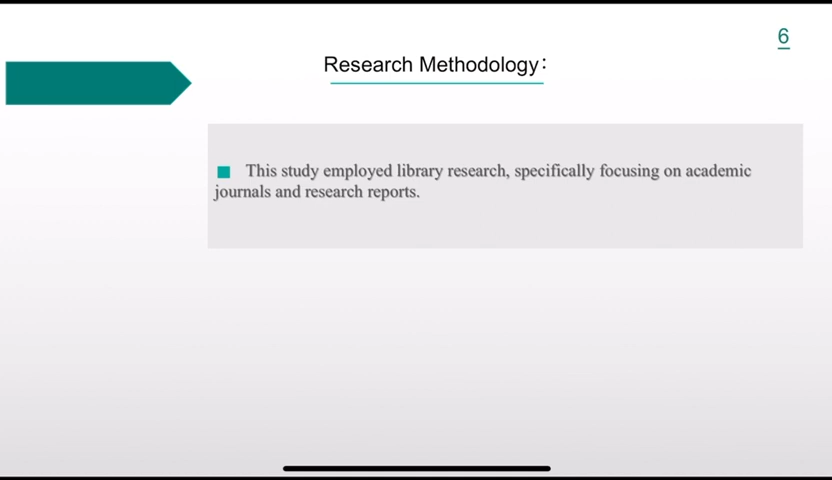 6
Research Methodology:
This study employed library research, specifically focusing on academic
journals and research reports.